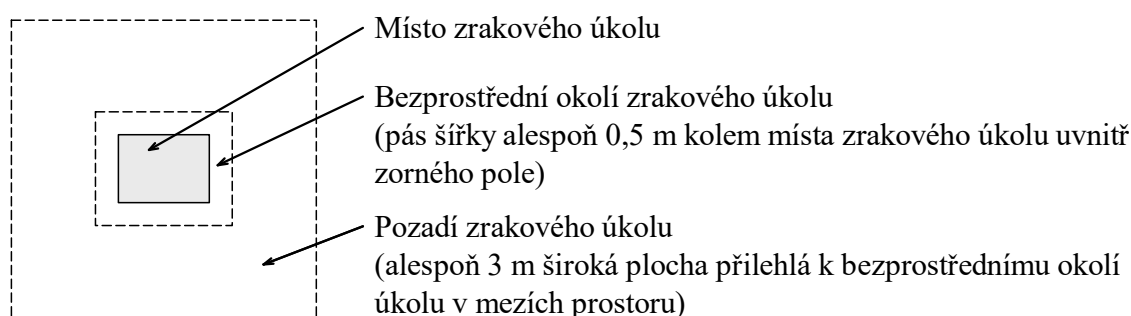 Místo zrakového úkolu
Bezprostřední okolí zrakového úkolu
(pás šířky alespoň 0,5 m kolem místa zrakového úkolu uvnitř
zorného pole)
Pozadí zrakového úkolu
(alespoň 3 m široká plocha přilehlá k bezprostřednímu okolí
úkolu v mezích prostoru)